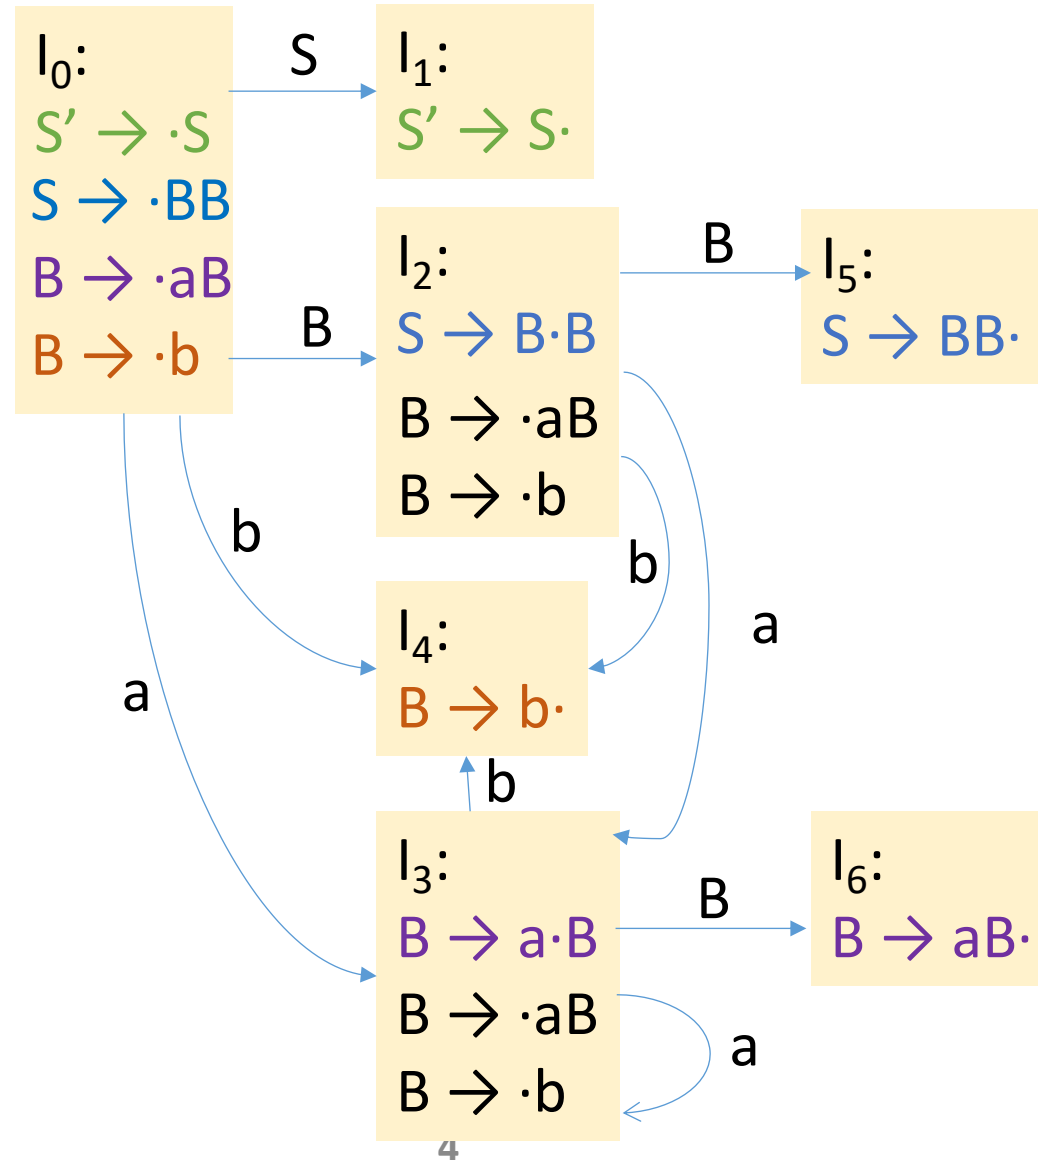 I₀:
S′ → ·S
S → ·BB
B → ·aB
B → ·b
S
I₁:
S′ → S·
B
I₂:
S → B·B
B → ·aB
B → ·b
B
I₅:
S → BB·
b
a
b
a
I₄:
B → b·
b
I₃:
B → a·B
B → ·aB
B → ·b
B
I₆:
B → aB·
a
4